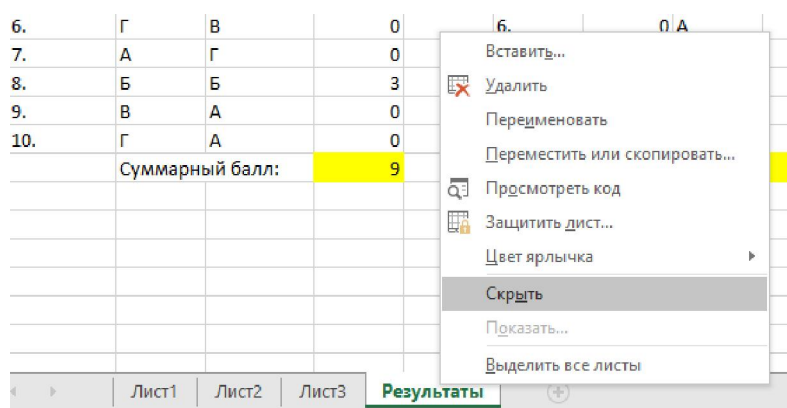 6. Г В 0 6. 0 А
7. А Г 0
8. Б Б 3
9. В А 0
10. Г А 0
Суммарный балл: 9
Вставить...
Удалить
Переименовать
Переместить или скопировать...
Просмотреть код
Защитить лист...
Цвет ярлычка
Скрыть
Показать...
Выделить все листы
Лист1 Лист2 Лист3 Результаты